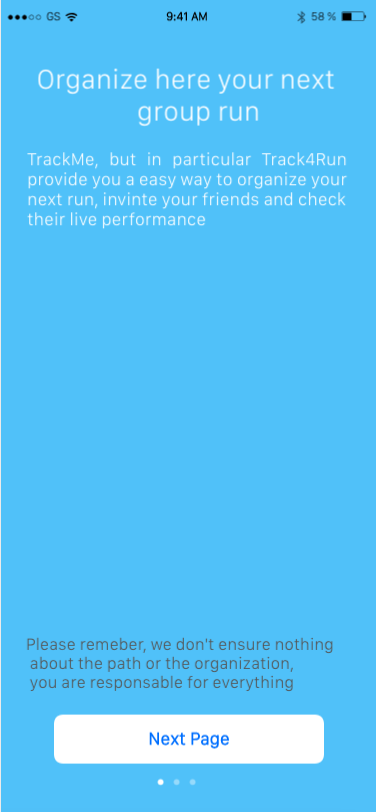 GS 9:41 AM 58 %
Organize here your next
group run
TrackMe, but in particular Track4Run
provide you a easy way to organize your
next run, invinte your friends and check
their live performance
Please remeber, we don't ensure nothing
about the path or the organization,
you are responsable for everything
Next Page